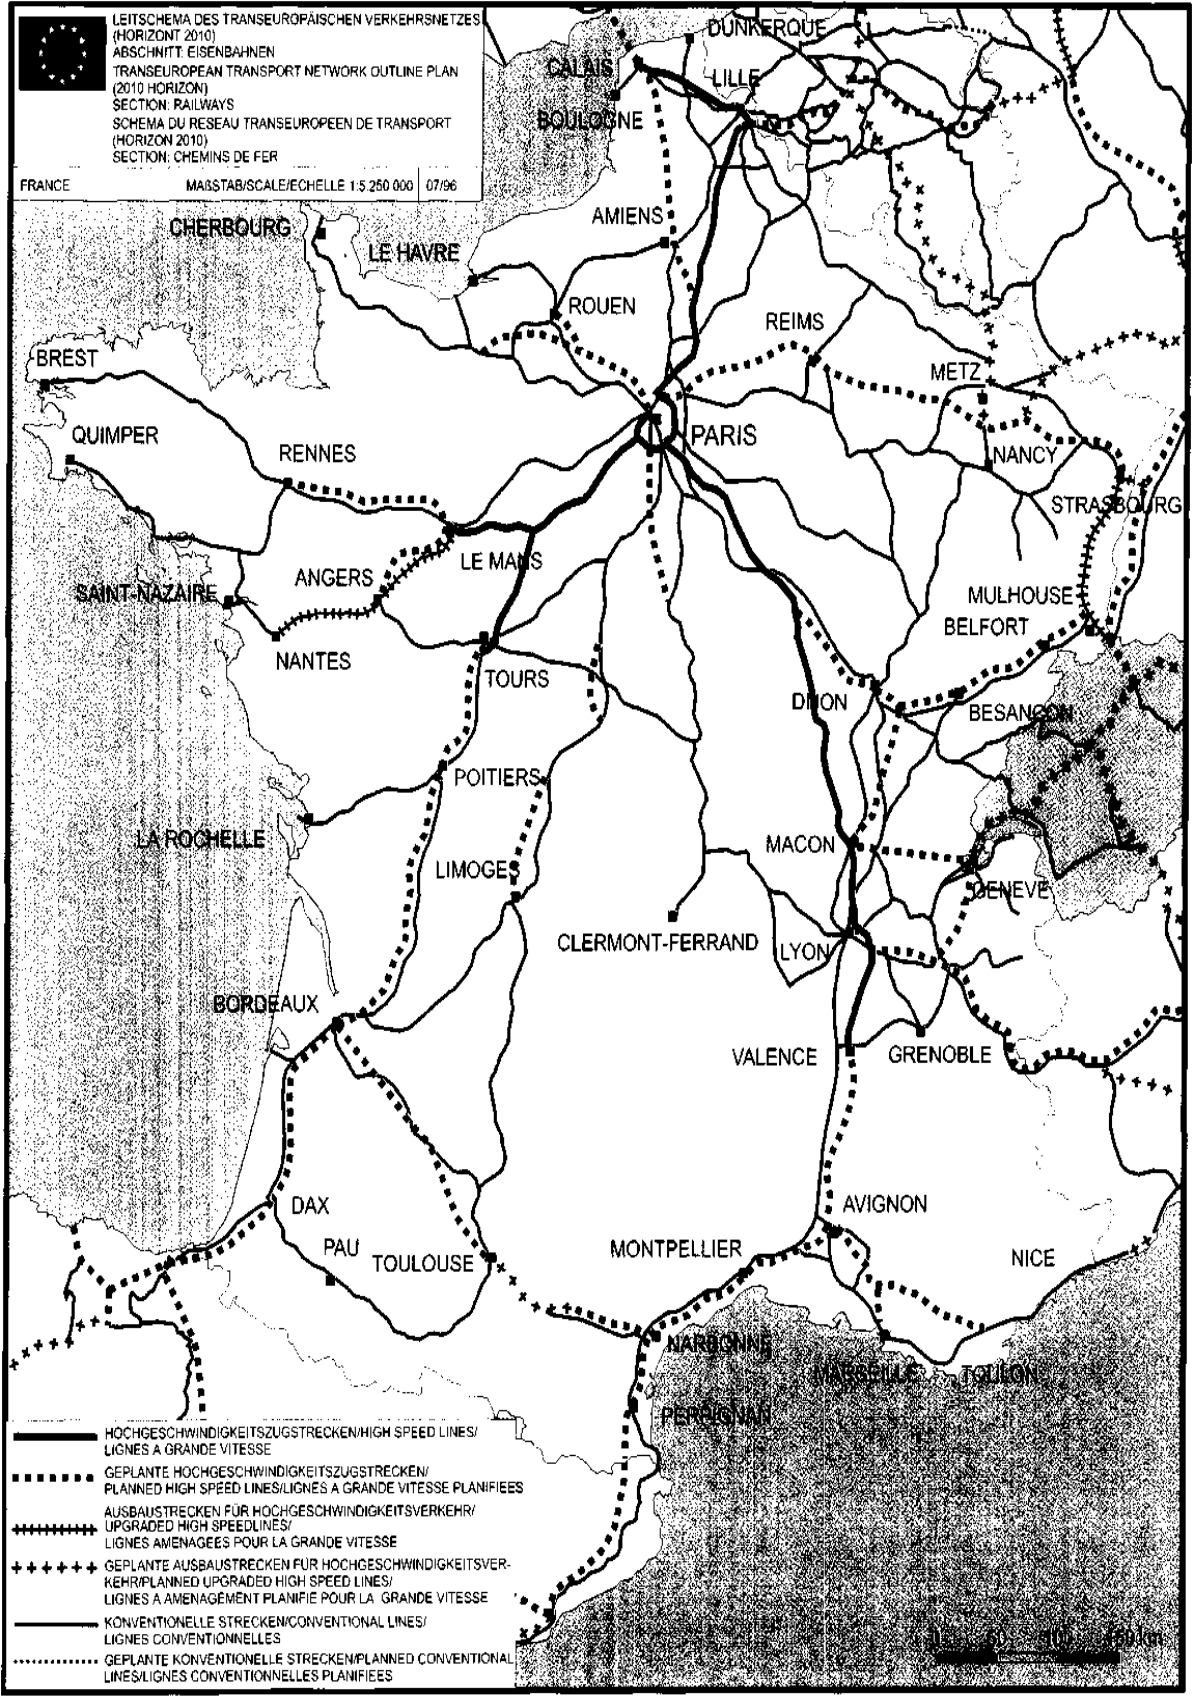 LEITSCHEMA DES TRANSEUROPÄISCHEN VERKEHRSNETZES
(HORIZONT 2010)
ABSCHNITT: EISENBAHNEN
TRANSEUROPEAN TRANSPORT NETWORK OUTLINE PLAN
(2010 HORIZON)
SECTION: RAILWAYS
SCHEMA DU RESEAU TRANSEUROPEEN DE TRANSPORT
(HORIZON 2010)
SECTION: CHEMINS DE FER
FRANCE MAßSTAB/SCALE/ECHELLE 1:5.250 000 07/96
DUNKERQUE
CALAIS
LILLE
BOULOGNE
AMIENS
CHERBOURG
LE HAVRE
ROUEN
REIMS
BREST
METZ
QUIMPER
PARIS
RENNES
NANCY
STRASBOURG
LE MANS
ANGERS
SAINT-NAZAIRE
MULHOUSE
BELFORT
NANTES
TOURS
DIJON
BESANCON
POITIERS
LA ROCHELLE
MACON
LIMOGES
GENEVE
CLERMONT-FERRAND
LYON
BORDEAUX
VALENCE
GRENOBLE
DAX
AVIGNON
PAU
TOULOUSE
MONTPELLIER
NICE
NARBONNE
MARSEILLE
TOULON
PERPIGNAN
HOCHGESCHWINDIGKEITSZUGSTRECKEN/HIGH SPEED LINES/
LIGNES A GRANDE VITESSE
GEPLANTE HOCHGESCHWINDIGKEITSZUGSTRECKEN/
PLANNED HIGH SPEED LINES/LIGNES A GRANDE VITESSE PLANIFIEES
AUSBAUSTRECKEN FÜR HOCHGESCHWINDIGKEITSVERKEHR/
UPGRADED HIGH SPEEDLINES/
LIGNES AMENAGEES POUR LA GRANDE VITESSE
GEPLANTE AUSBAUSTRECKEN FÜR HOCHGESCHWINDIGKEITSVER-
KEHR/PLANNED UPGRADED HIGH SPEED LINES/
LIGNES A AMENAGEMENT PLANIFIE POUR LA GRANDE VITESSE
KONVENTIONELLE STRECKEN/CONVENTIONAL LINES/
LIGNES CONVENTIONNELLES
GEPLANTE KONVENTIONELLE STRECKEN/PLANNED CONVENTIONAL
LINES/LIGNES CONVENTIONNELLES PLANIFIEES